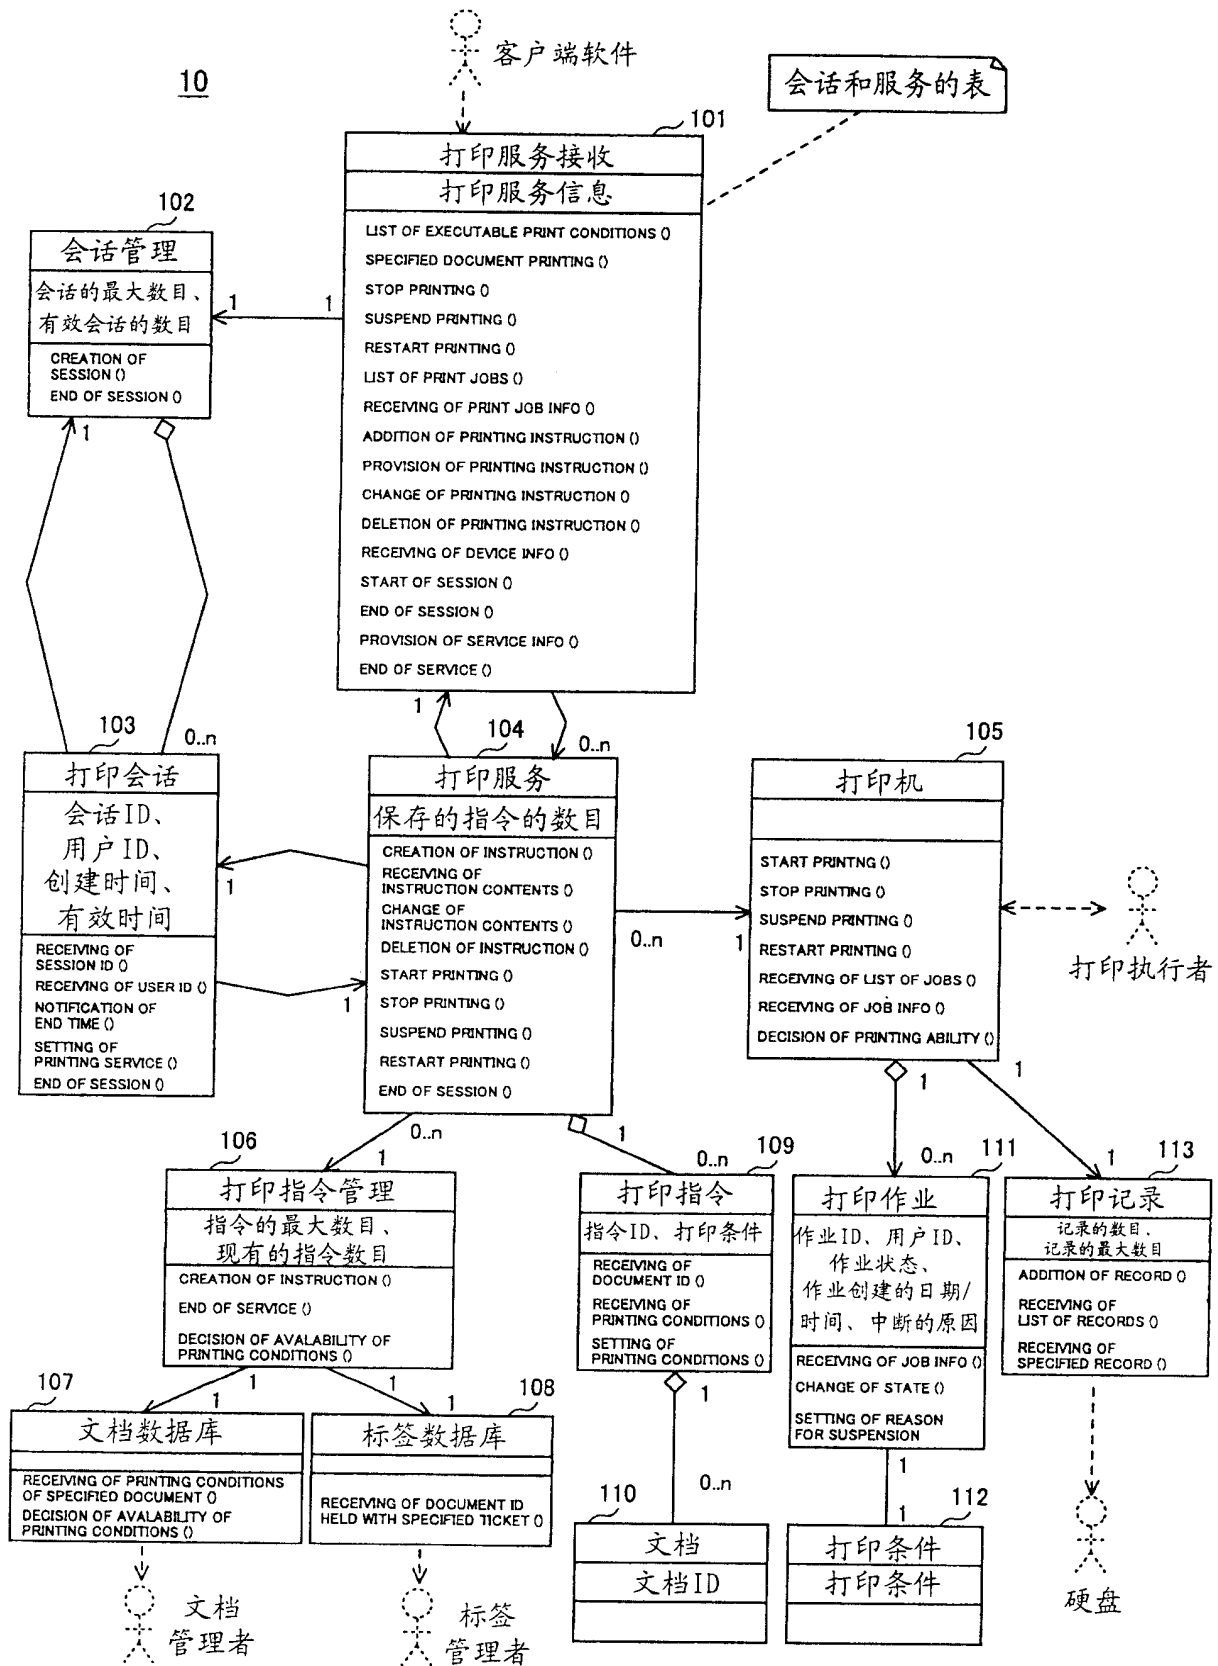 10
客户端软件
会话和服务的表
101
打印服务接收
打印服务信息
LIST OF EXECUTABLE PRINT CONDITIONS ()
SPECIFIED DOCUMENT PRINTING ()
STOP PRINTING ()
SUSPEND PRINTING ()
RESTART PRINTING ()
LIST OF PRINT JOBS ()
RECEIVING OF PRINT JOB INFO ()
ADDITION OF PRINTING INSTRUCTION ()
PROVISION OF PRINTING INSTRUCTION ()
CHANGE OF PRINTING INSTRUCTION ()
DELETION OF PRINTING INSTRUCTION ()
RECEIVING OF DEVICE INFO ()
START OF SESSION ()
END OF SESSION ()
PROVISION OF SERVICE INFO ()
END OF SERVICE ()
102
会话管理
会话的最大数目、
有效会话的数目
CREATION OF
SESSION ()
END OF SESSION ()
1
1
1
0..n
1
0..n
103
打印会话
会话ID、
用户ID、
创建时间、
有效时间
RECEIVING OF
SESSION ID ()
RECEIVING OF USER ID ()
NOTIFICATION OF
END TIME ()
SETTING OF
PRINTING SERVICE ()
END OF SESSION ()
1
1
104
打印服务
保存的指令的数目
CREATION OF INSTRUCTION ()
RECEIVING OF
INSTRUCTION CONTENTS ()
CHANGE OF
INSTRUCTION CONTENTS ()
DELETION OF INSTRUCTION ()
START PRINTING ()
STOP PRINTING ()
SUSPEND PRINTING ()
RESTART PRINTING ()
END OF SESSION ()
0..n
1
105
打印机
START PRINTNG ()
STOP PRINTING ()
SUSPEND PRINTING ()
RESTART PRINTING ()
RECEIVING OF LIST OF JOBS ()
RECEIVING OF JOB INFO ()
DECISION OF PRINTING ABILITY ()
打印执行者
0..n
1
1
0..n
1
0..n
1
1
106
打印指令管理
指令的最大数目、
现有的指令数目
CREATION OF INSTRUCTION ()
END OF SERVICE ()
DECISION OF AVALABILITY OF
PRINTING CONDITIONS ()
109
打印指令
指令ID、打印条件
RECEIVING OF
DOCUMENT ID ()
RECEIVING OF
PRINTING CONDITIONS ()
SETTING OF
PRINTING CONDITIONS ()
111
打印作业
作业ID、用户ID、
作业状态、
作业创建的日期/
时间、中断的原因
RECEIVING OF JOB INFO ()
CHANGE OF STATE ()
SETTING OF REASON
FOR SUSPENSION
113
打印记录
记录的数目、
记录的最大数目
ADDITION OF RECORD ()
RECEIVING OF
LIST OF RECORDS ()
RECEIVING OF
SPECIFIED RECORD ()
1
1
1
1
107
文档数据库
RECEIVING OF PRINTING CONDITIONS
OF SPECIFIED DOCUMENT ()
DECISION OF AVALABILITY OF
PRINTING CONDITIONS ()
108
标签数据库
RECEIVING OF DOCUMENT ID
HELD WITH SPECIFIED TICKET ()
1
0..n
110
文档
文档ID
1
1
112
打印条件
打印条件
硬盘
文档
管理者
标签
管理者